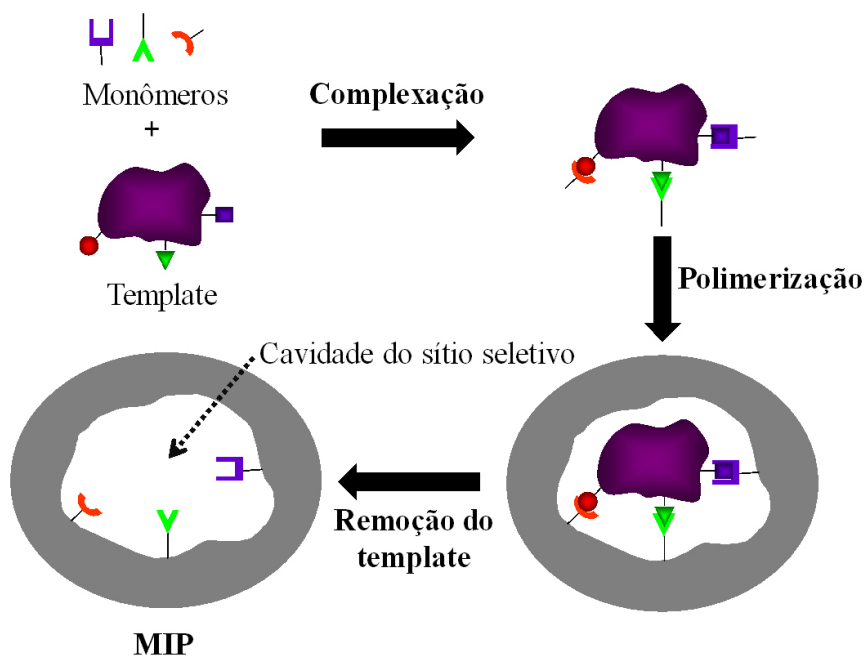 Monômeros
+
Template
Complexação
Polimerização
Cavidade do sítio seletivo
Remoção do
template
MIP